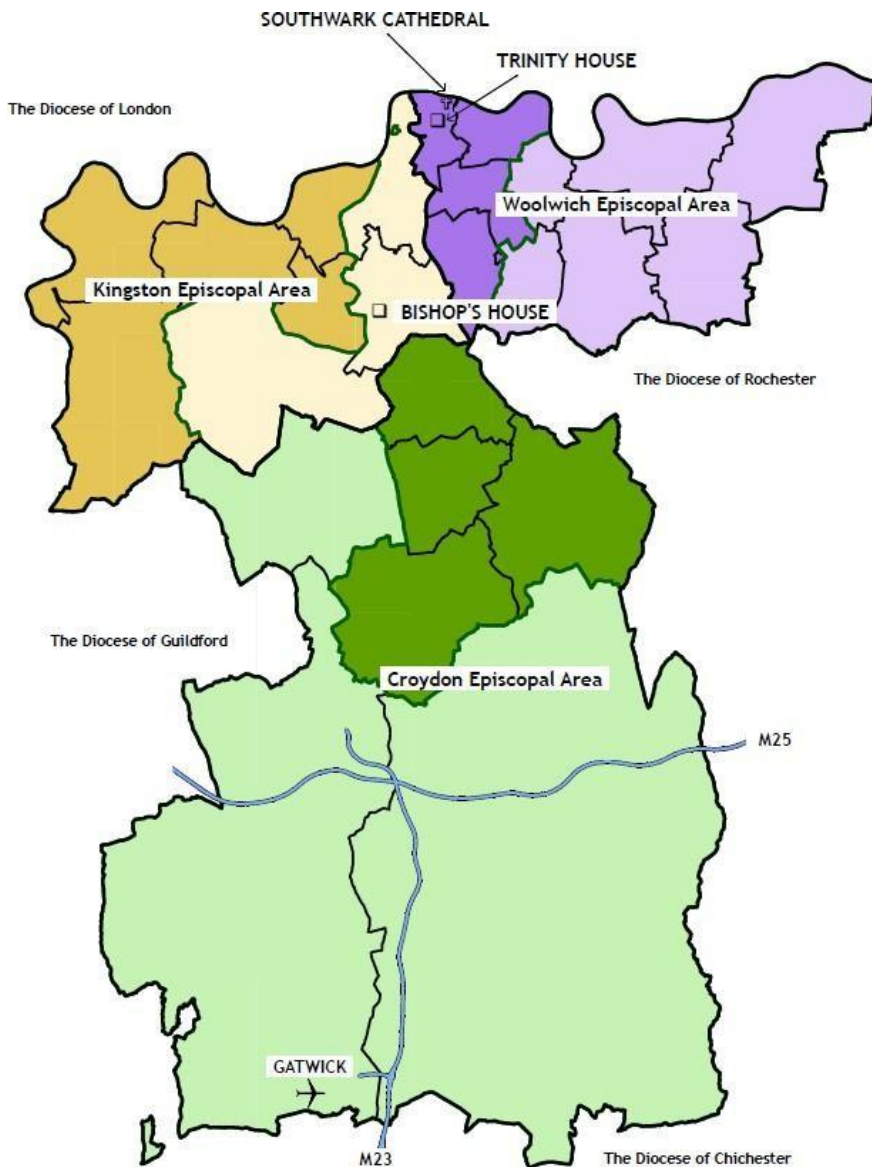 SOUTHWARK CATHEDRAL
TRINITY HOUSE
The Diocese of London
Woolwich Episcopal Area
Kingston Episcopal Area
BISHOP'S HOUSE
The Diocese of Rochester
The Diocese of Guildford
Croydon Episcopal Area
M25
GATWICK
M23
The Diocese of Chichester